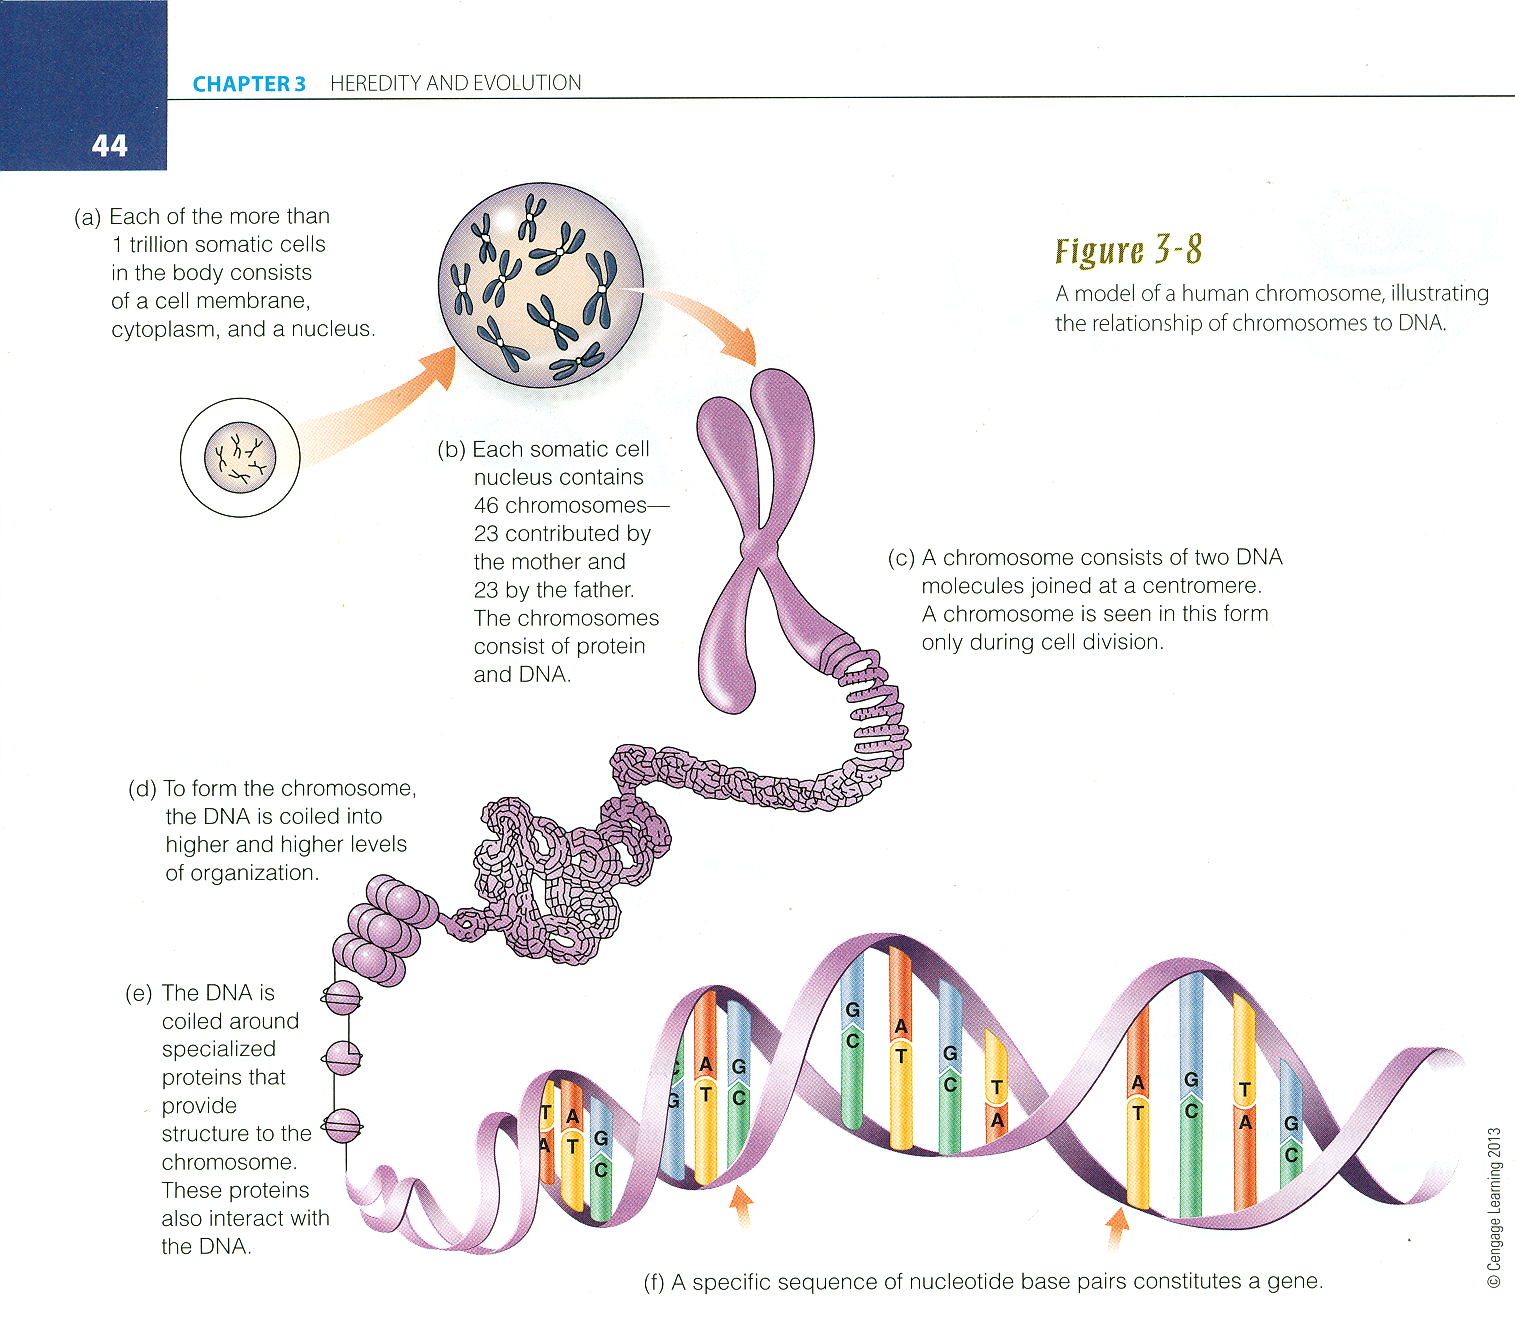 CHAPTER 3 HEREDITY AND EVOLUTION
44
(a) Each of the more than
1 trillion somatic cells
in the body consists
of a cell membrane,
cytoplasm, and a nucleus.
Figure 3-8
A model of a human chromosome, illustrating
the relationship of chromosomes to DNA.
(b) Each somatic cell
nucleus contains
46 chromosomes—
23 contributed by
the mother and
23 by the father.
The chromosomes
consist of protein
and DNA.
(c) A chromosome consists of two DNA
molecules joined at a centromere.
A chromosome is seen in this form
only during cell division.
(d) To form the chromosome,
the DNA is coiled into
higher and higher levels
of organization.
(e) The DNA is
coiled around
specialized
proteins that
provide
structure to the
chromosome.
These proteins
also interact with
the DNA.
T A G
A T C
C A G
G T C
G A G T
C T C A
A G T G
T C A C
(f) A specific sequence of nucleotide base pairs constitutes a gene.
© Cengage Learning 2013